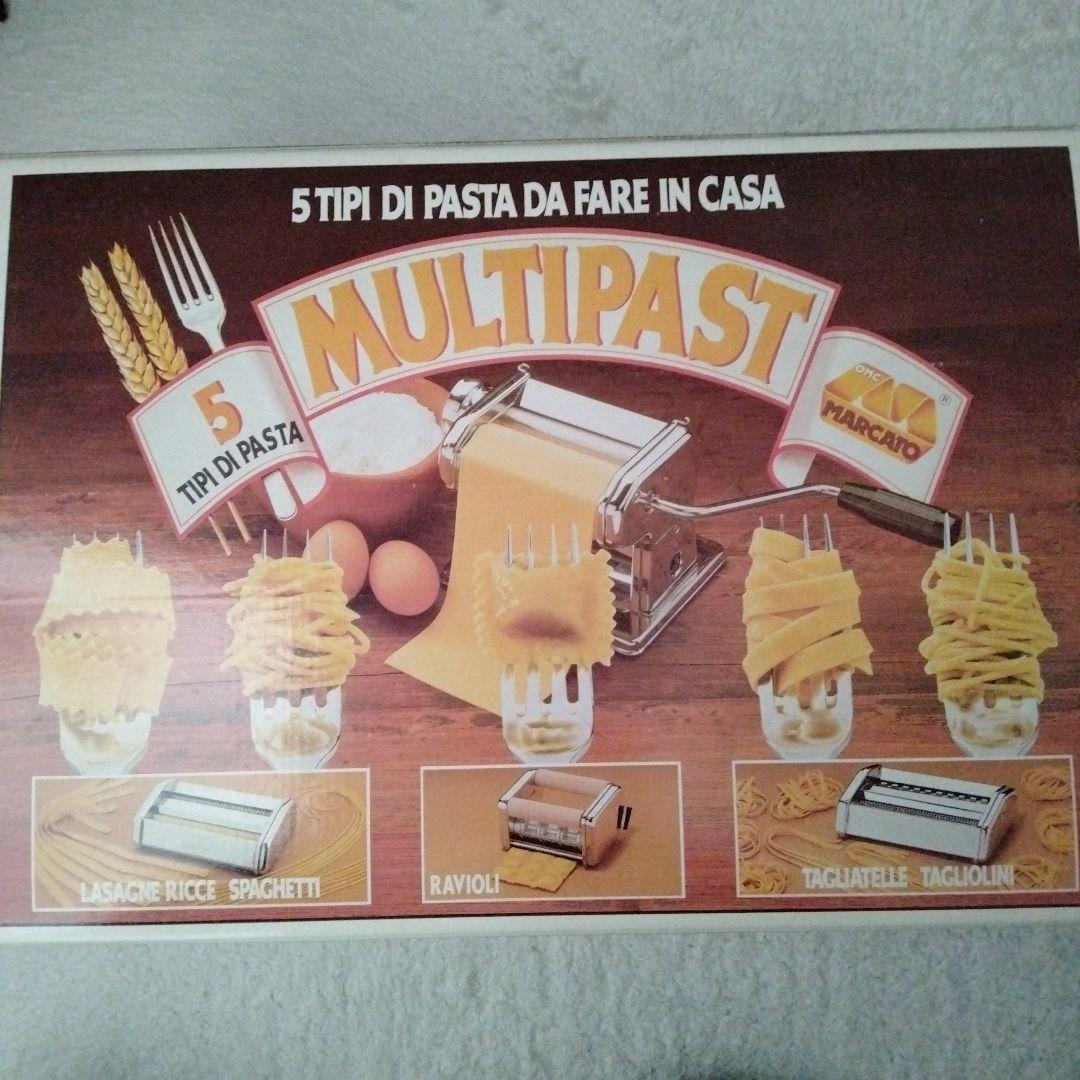 5 TIPI DI PASTA DA FARE IN CASA
MULTIPAST
5
TIPI DI PASTA
OMC
MARCATO
®
LASAGNE RICCE SPAGHETTI
RAVIOLI
TAGLIATELLE TAGLIOLINI